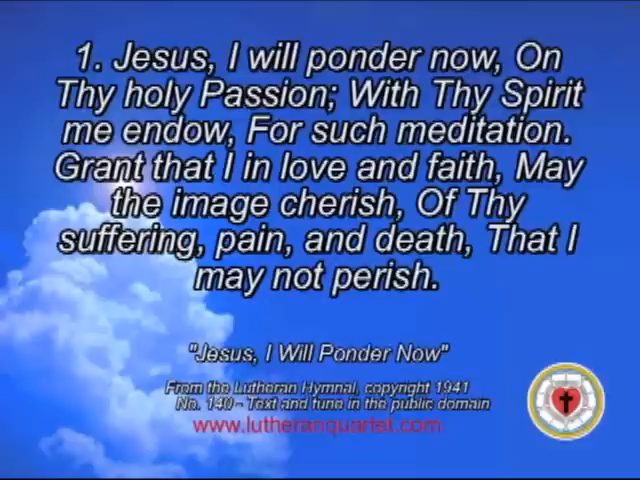 1. Jesus, I will ponder now, On
Thy holy Passion; With Thy Spirit
me endow, For such meditation.
Grant that I in love and faith, May
the image cherish, Of Thy
suffering, pain, and death, That I
may not perish.
"Jesus, I Will Ponder Now"
From the Lutheran Hymnal, copyright 1941
No. 140 - Text and tune in the public domain
www.lutheranquartet.com